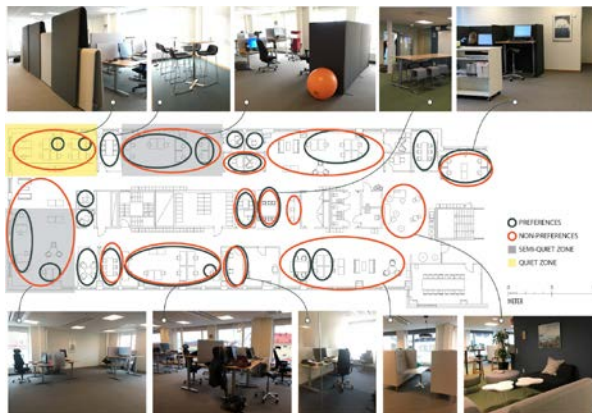 PREFERENCES
NON-PREFERENCES
SEMI-QUIET ZONE
QUIET ZONE
METER